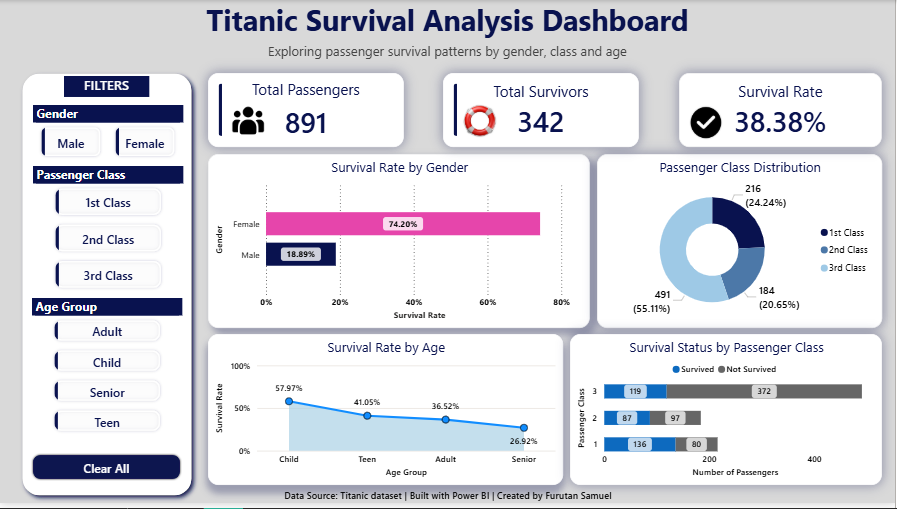 Titanic Survival Analysis Dashboard
Exploring passenger survival patterns by gender, class and age
FILTERS
Gender
Male
Female
Passenger Class
1st Class
2nd Class
3rd Class
Age Group
Adult
Child
Senior
Teen
Clear All
Total Passengers
891
Total Survivors
342
Survival Rate
38.38%
Survival Rate by Gender
Gender
Female
74.20%
Male
18.89%
0% 20% 40% 60% 80%
Survival Rate
Passenger Class Distribution
216
(24.24%)
184
(20.65%)
491
(55.11%)
1st Class
2nd Class
3rd Class
Survival Rate by Age
Survival Rate
100%
50%
0%
57.97%
41.05%
36.52%
26.92%
Child Teen Adult Senior
Age Group
Survival Status by Passenger Class
Survived Not Survived
Passenger Class
3 119 372
2 87 97
1 136 80
0 200 400
Number of Passengers
Data Source: Titanic dataset | Built with Power BI | Created by Furutan Samuel